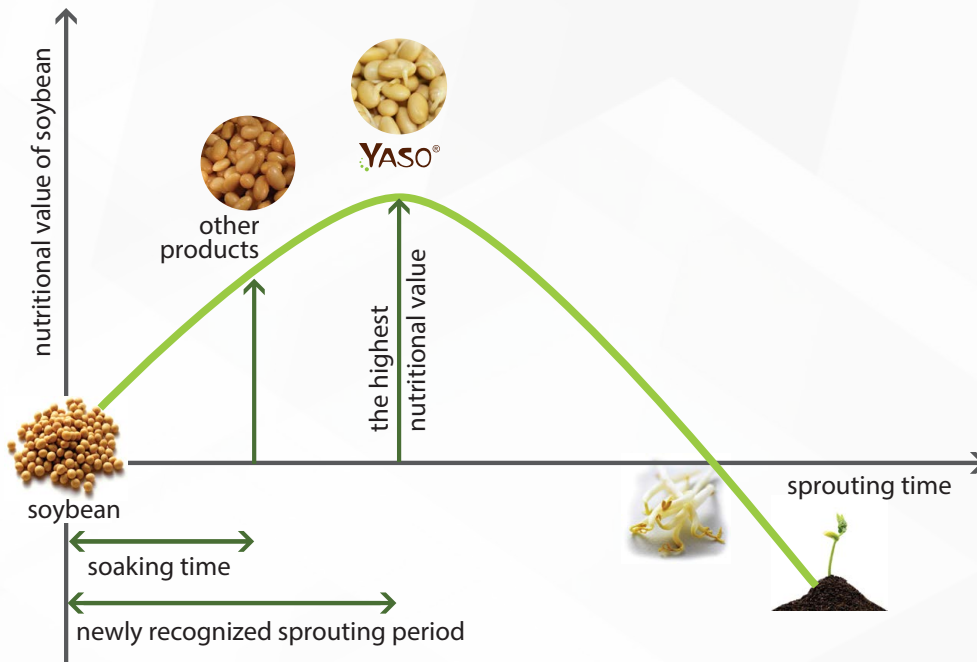 nutritional value of soybean
YASO®
other
products
the highest
nutritional value
sprouting time
soybean
soaking time
newly recognized sprouting period